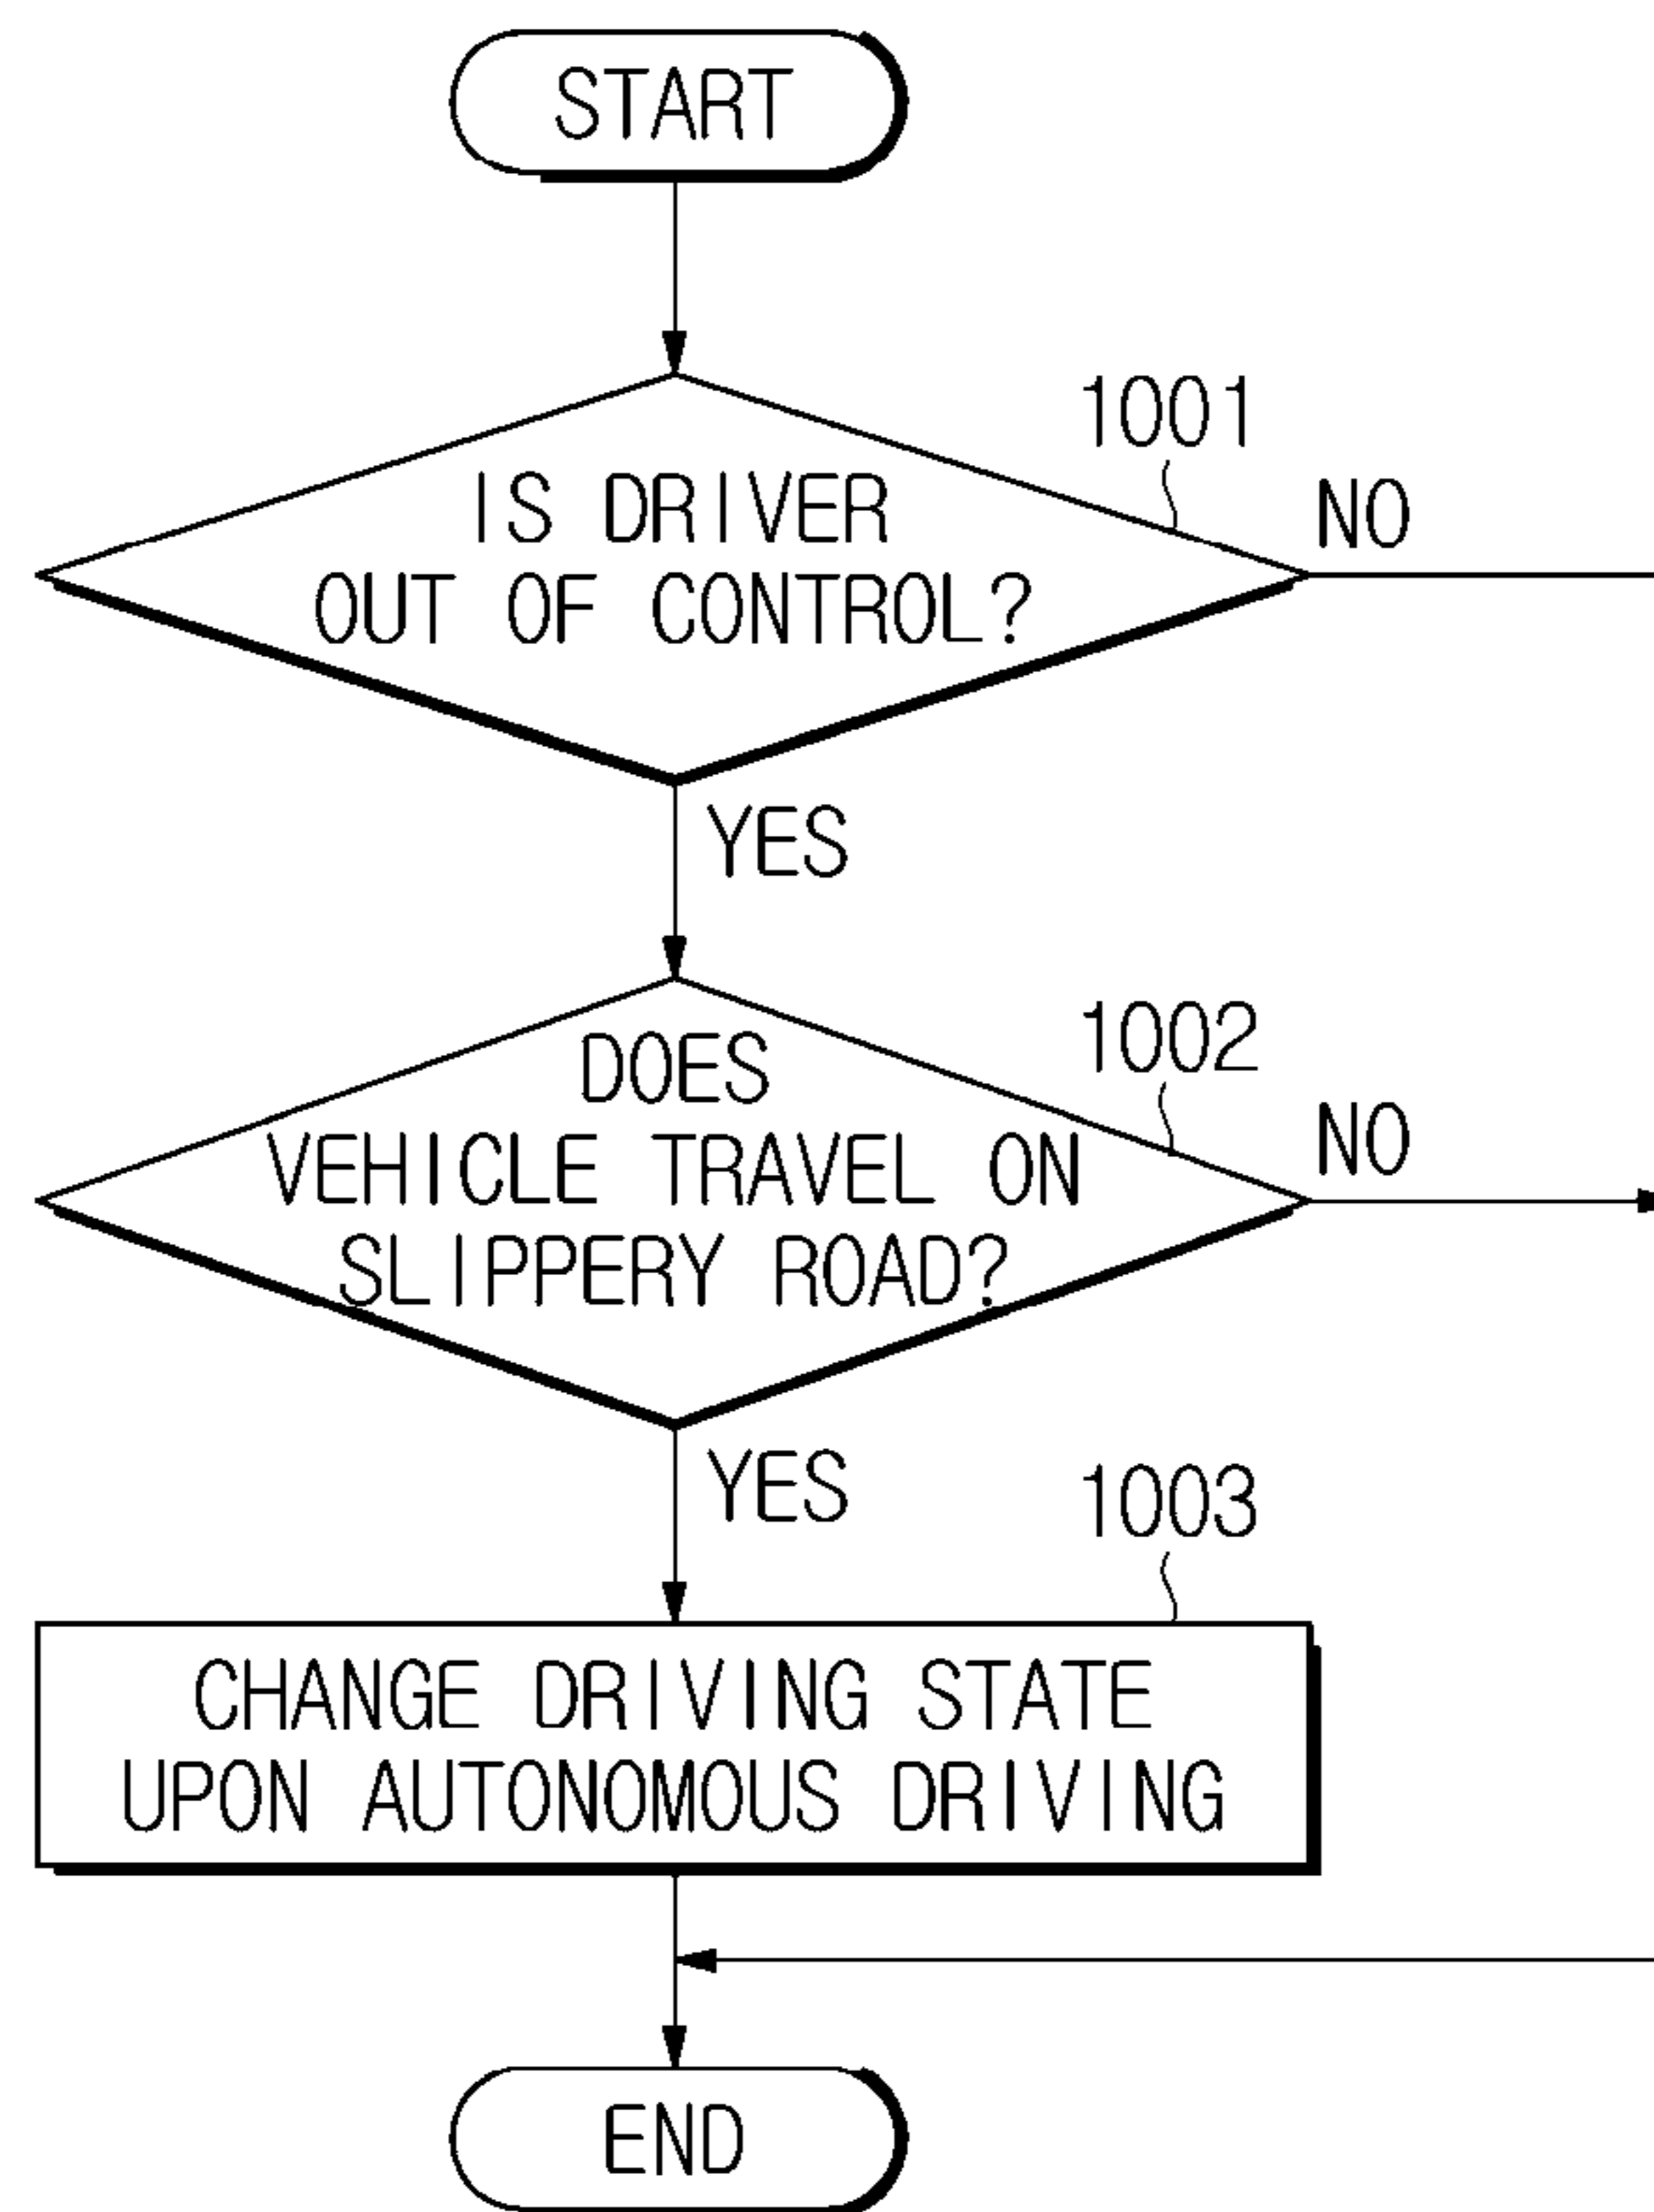 START
1001
IS DRIVER
OUT OF CONTROL?
NO
YES
1002
DOES
VEHICLE TRAVEL ON
SLIPPERY ROAD?
NO
YES
1003
CHANGE DRIVING STATE
UPON AUTONOMOUS DRIVING
END